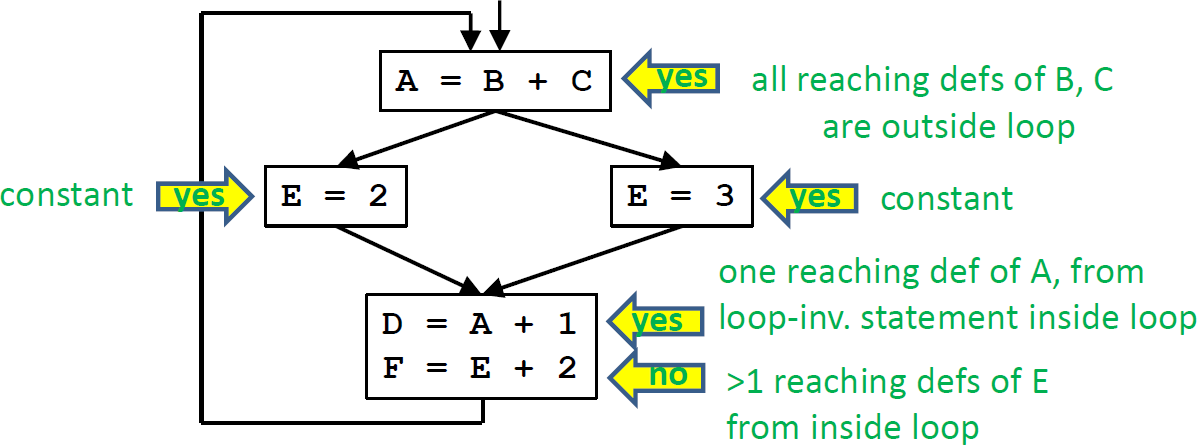 A = B + C
yes
all reaching defs of B, C
are outside loop
constant
yes
E = 2
E = 3
yes
constant
one reaching def of A, from
loop-inv. statement inside loop
D = A + 1
yes
F = E + 2
no
>1 reaching defs of E
from inside loop